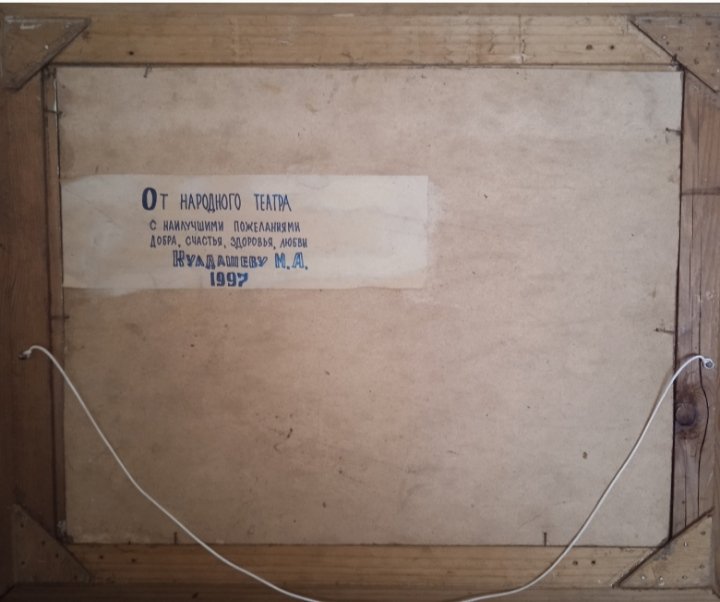 От народного театра
с наилучшими пожеланиями
добра, счастья, здоровья, любви
Кулдашеву М. А.
1997